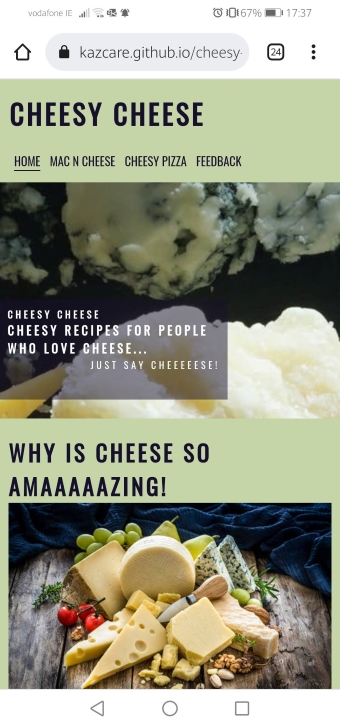 vodafone IE
67% 17:37
kazcare.github.io/cheesy-
24
CHEESY CHEESE
HOME MAC N CHEESE CHEESY PIZZA FEEDBACK
CHEESY CHEESE
CHEESY RECIPES FOR PEOPLE
WHO LOVE CHEESE...
JUST SAY CHEEEEESE!
WHY IS CHEESE SO
AMAAAAAZING!